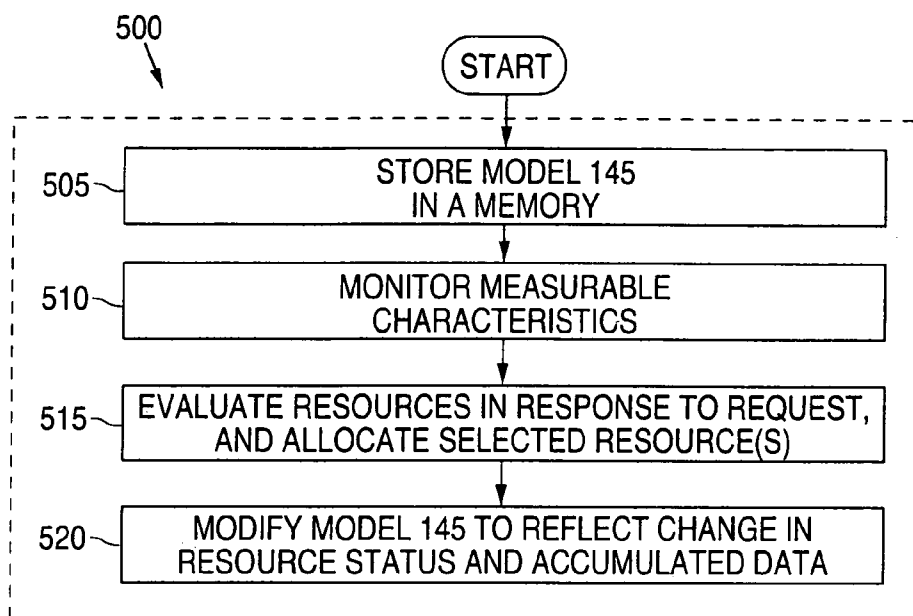 500
START
505
STORE MODEL 145
IN A MEMORY
510
MONITOR MEASURABLE
CHARACTERISTICS
515
EVALUATE RESOURCES IN RESPONSE TO REQUEST,
AND ALLOCATE SELECTED RESOURCE(S)
520
MODIFY MODEL 145 TO REFLECT CHANGE IN
RESOURCE STATUS AND ACCUMULATED DATA